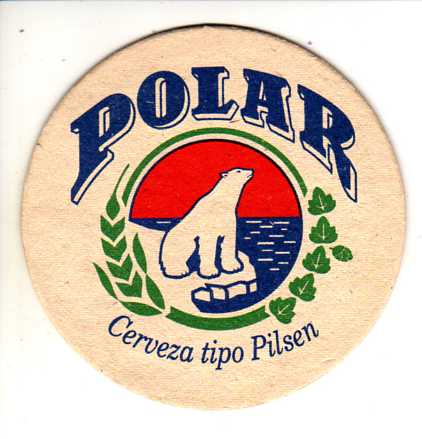 POLAR
Cerveza tipo Pilsen